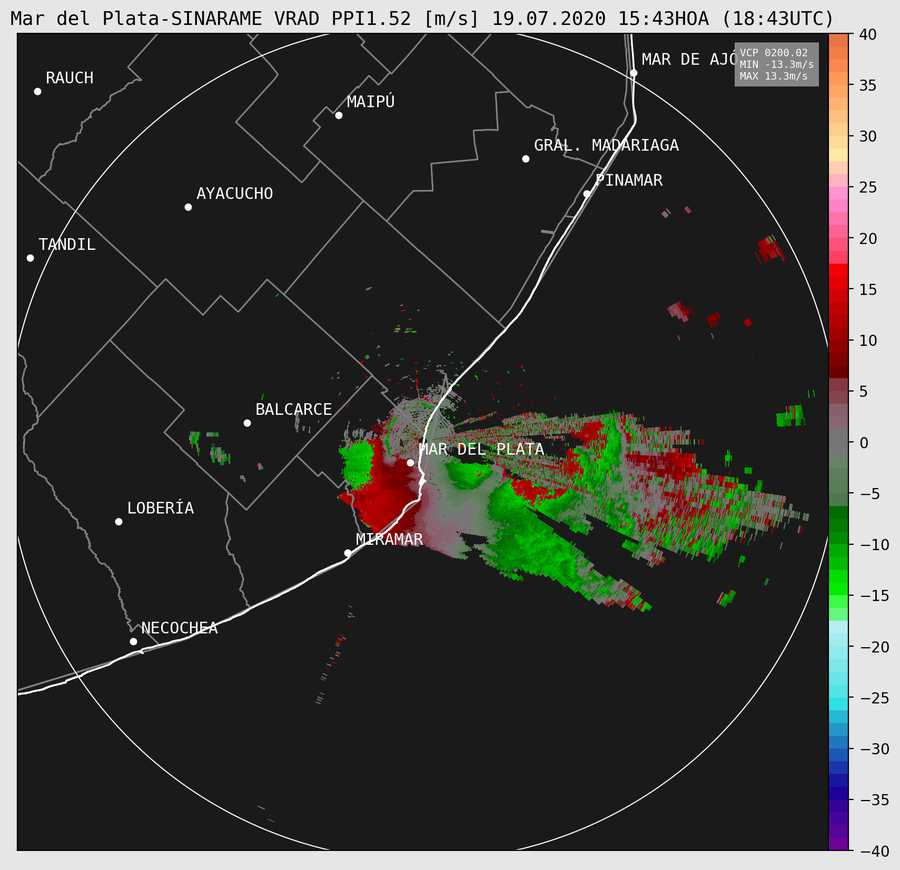 Mar del Plata-SINARAME VRAD PPI1.52 [m/s] 19.07.2020 15:43HOA (18:43UTC)
VCP 0200.02
MIN -13.3m/s
MAX 13.3m/s
MAR DE AJÓ
RAUCH
MAIPÚ
GRAL. MADARIAGA
PINAMAR
AYACUCHO
TANDIL
BALCARCE
MAR DEL PLATA
LOBERÍA
MIRAMAR
NECOCHEA
40
35
30
25
20
15
10
5
0
−5
−10
−15
−20
−25
−30
−35
−40